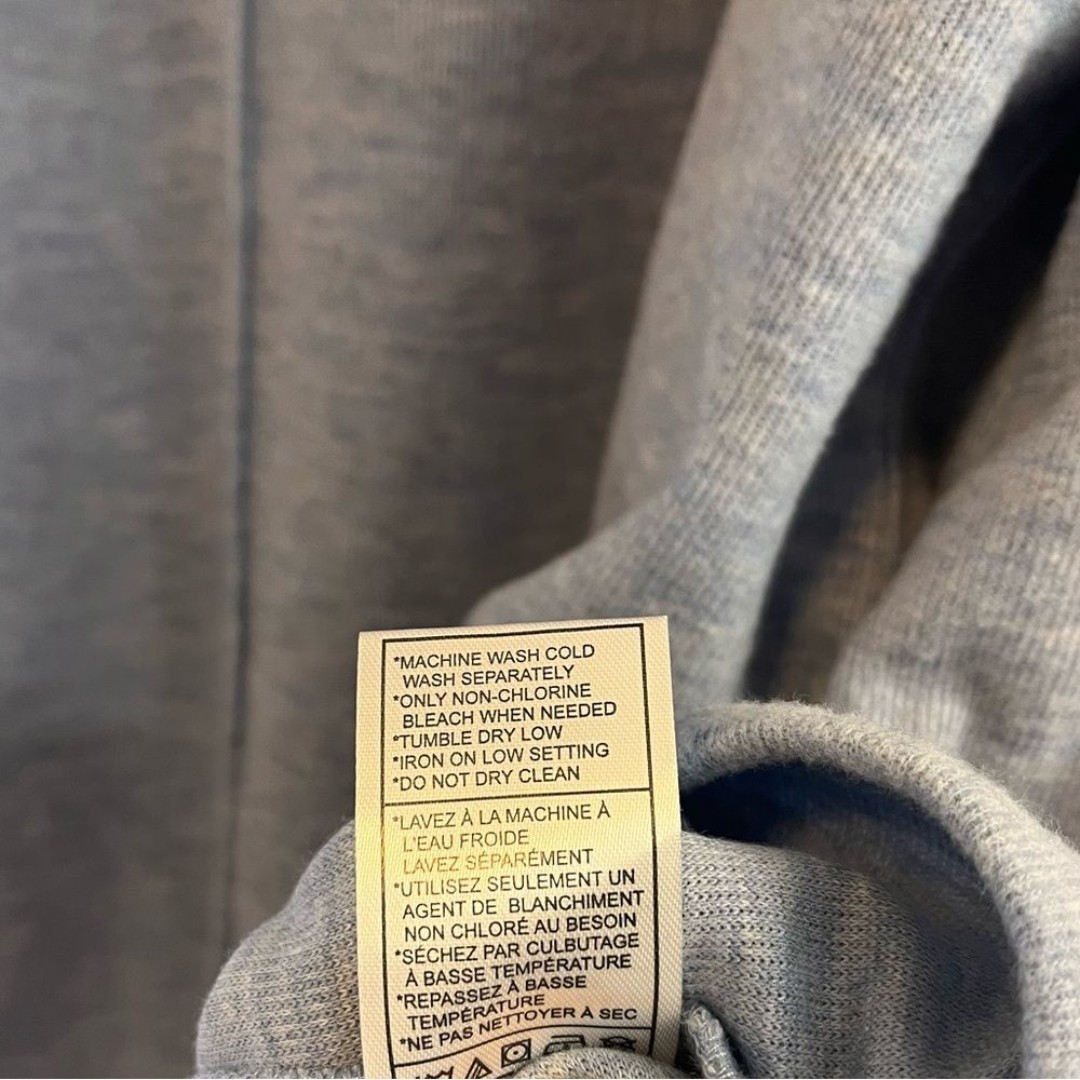 *MACHINE WASH COLD
WASH SEPARATELY
*ONLY NON-CHLORINE
BLEACH WHEN NEEDED
*TUMBLE DRY LOW
*IRON ON LOW SETTING
*DO NOT DRY CLEAN
*LAVEZ À LA MACHINE À
L'EAU FROIDE
LAVEZ SÉPARÉMENT
*UTILISEZ SEULEMENT UN
AGENT DE BLANCHIMENT
NON CHLORÉ AU BESOIN
*SÉCHEZ PAR CULBUTAGE
À BASSE TEMPÉRATURE
*REPASSEZ À BASSE
TEMPÉRATURE
*NE PAS NETTOYER À SEC